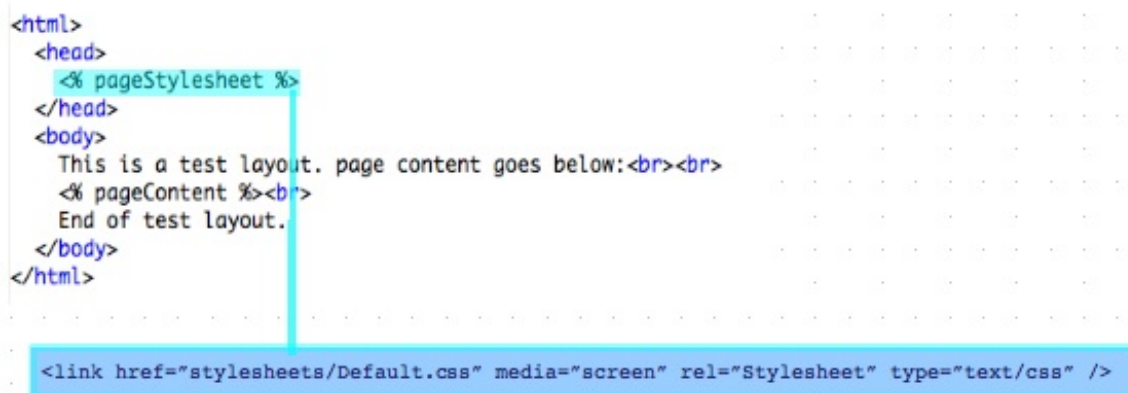 <html>
<head>
<% pageStylesheet %>
</head>
<body>
This is a test layout. page content goes below:<br><br>
<% pageContent %><br>
End of test layout.
</body>
</html>
<link href="stylesheets/Default.css" media="screen" rel="Stylesheet" type="text/css" />